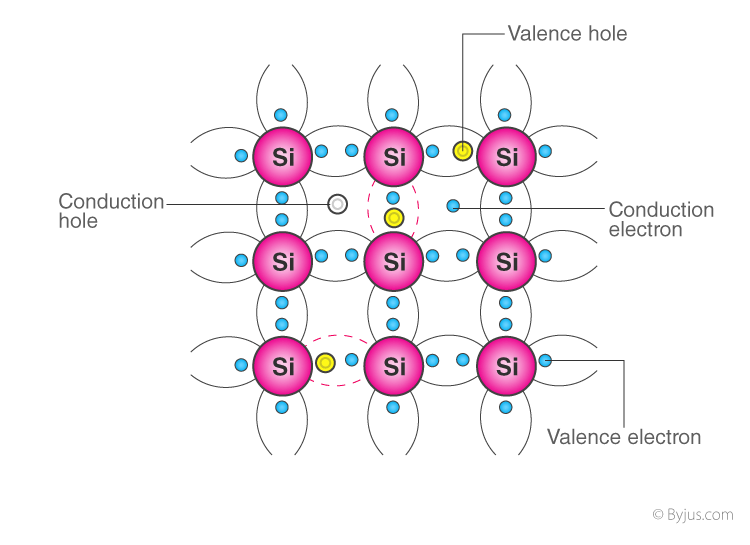 Valence hole
Si Si Si
Conduction
hole
Conduction
electron
Si Si Si
Si Si Si
Valence electron
© Byjus.com